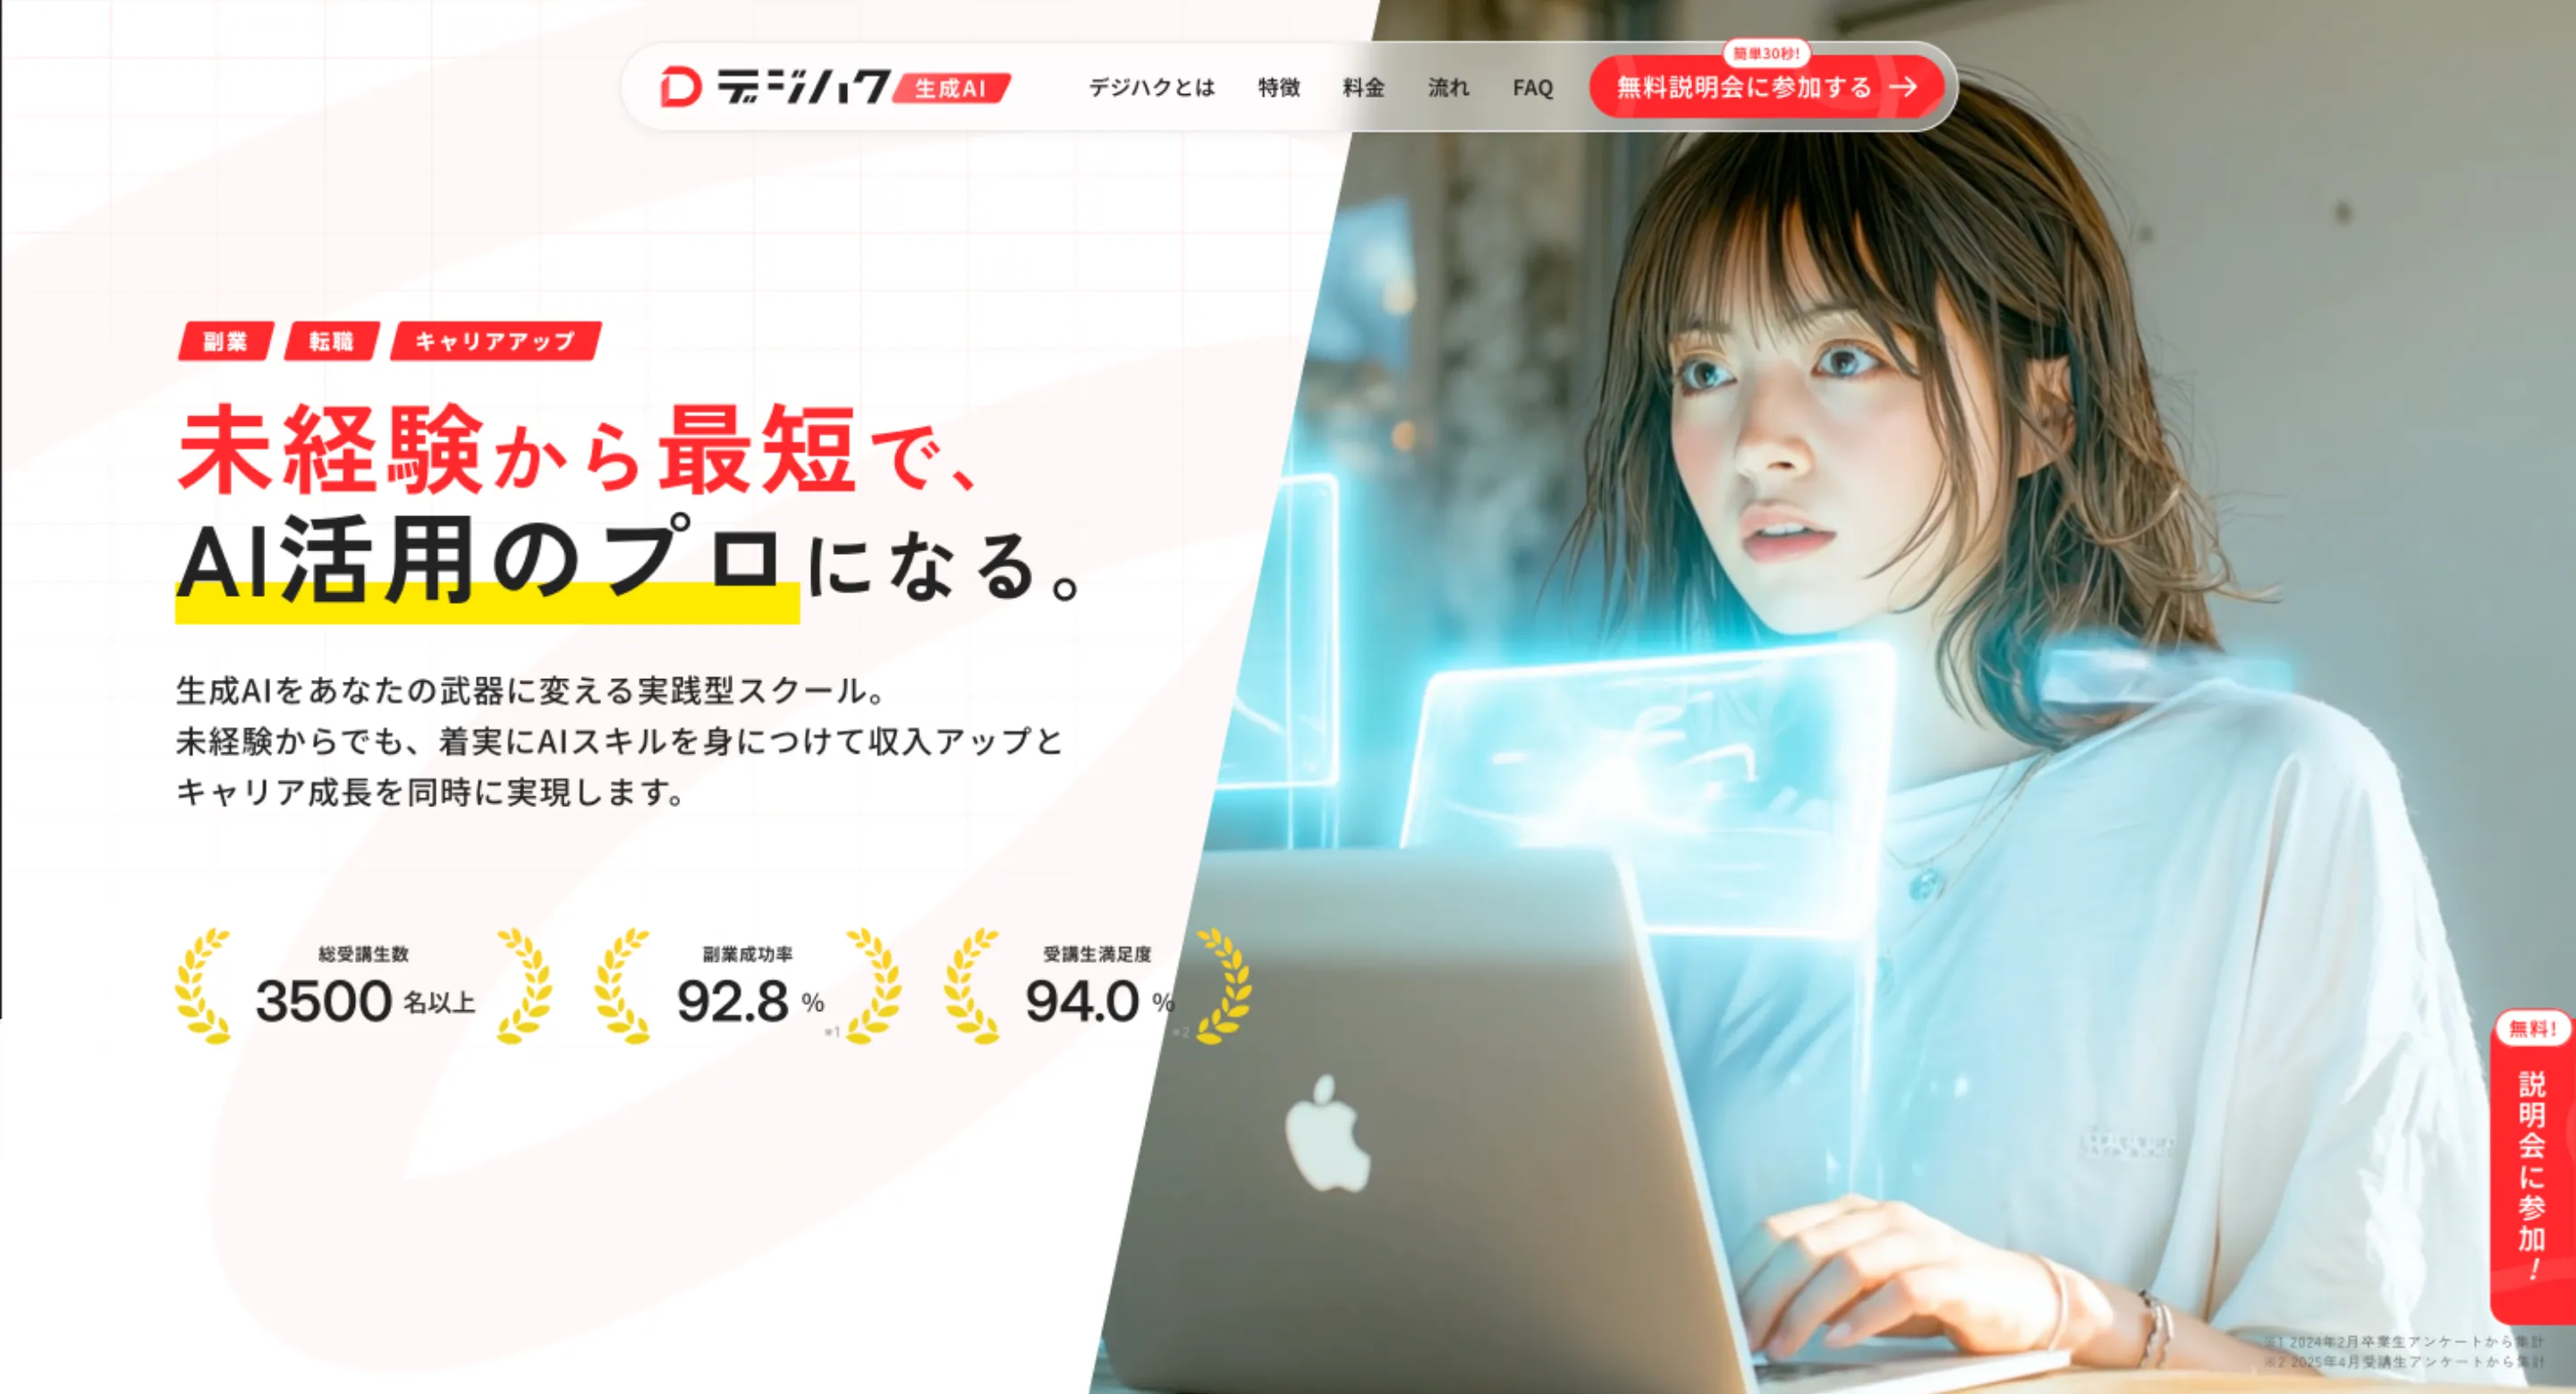 デジハク 生成AI
デジハクとは 特徴 料金 流れ FAQ
簡単30秒!
無料説明会に参加する →
副業 転職 キャリアアップ
未経験から最短で、
AI活用のプロになる。
生成AIをあなたの武器に変える実践型スクール。
未経験からでも、着実にAIスキルを身につけて収入アップと
キャリア成長を同時に実現します。
総受講生数
3500 名以上
副業成功率
92.8 %
※1
受講生満足度
94.0 %
※2
無料!
説明会に参加!
※1 2024年2月卒業生アンケートから集計
※2 2025年4月受講生アンケートから集計